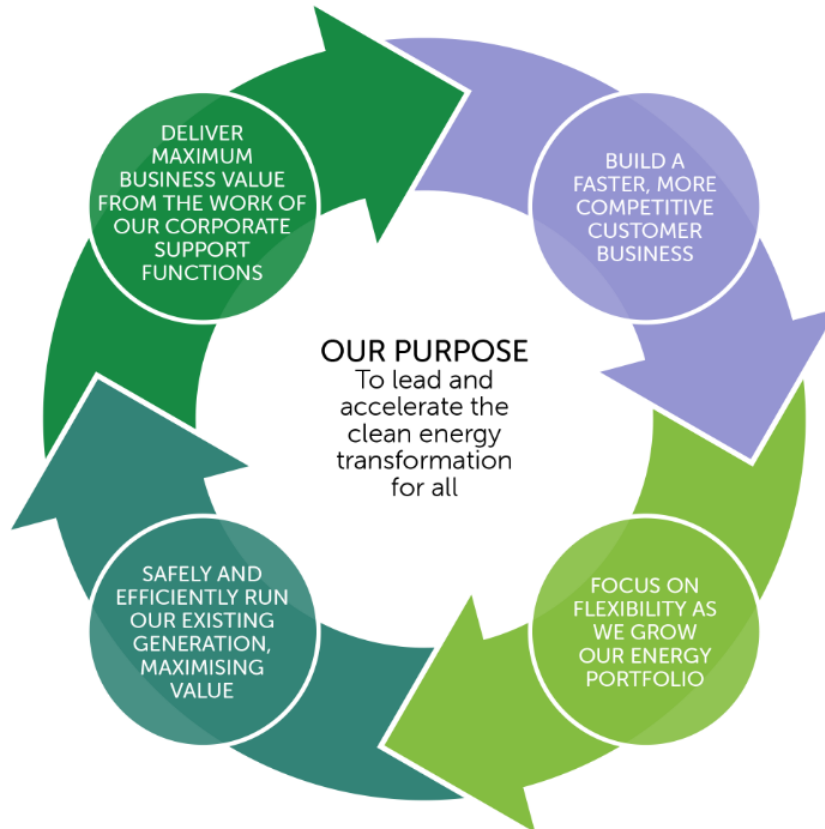 DELIVER
MAXIMUM
BUSINESS VALUE
FROM THE WORK OF
OUR CORPORATE
SUPPORT
FUNCTIONS
BUILD A
FASTER, MORE
COMPETITIVE
CUSTOMER
BUSINESS
OUR PURPOSE
To lead and
accelerate the
clean energy
transformation
for all
SAFELY AND
EFFICIENTLY RUN
OUR EXISTING
GENERATION,
MAXIMISING
VALUE
FOCUS ON
FLEXIBILITY AS
WE GROW
OUR ENERGY
PORTFOLIO